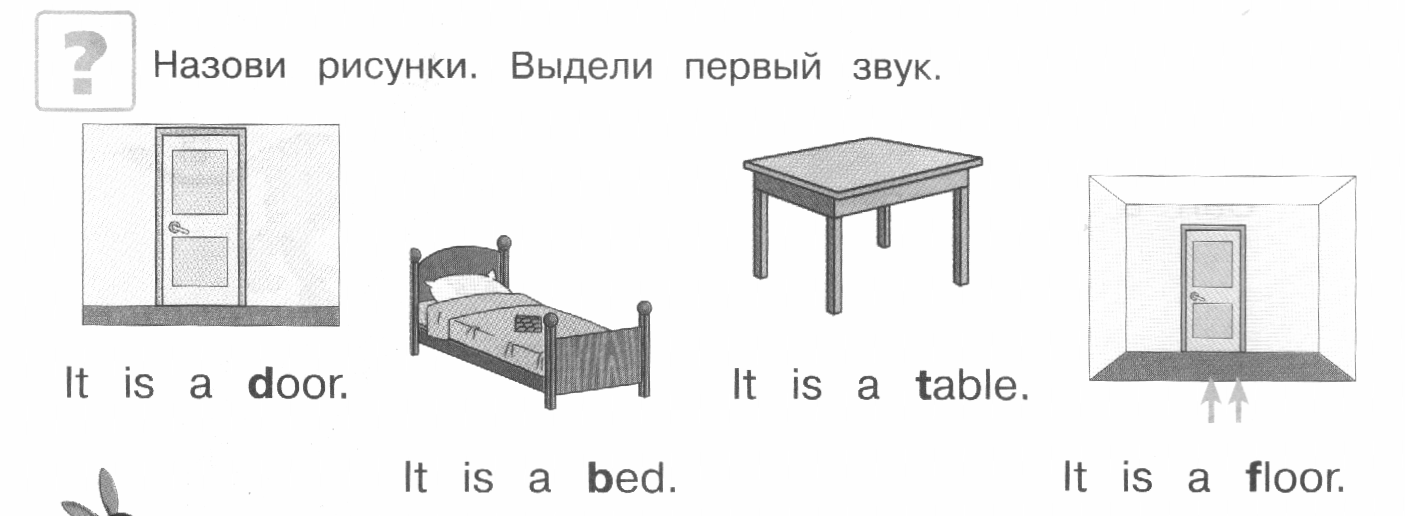 ?
Назови рисунки. Выдели первый звук.
It is a door.
It is a bed.
It is a table.
It is a floor.